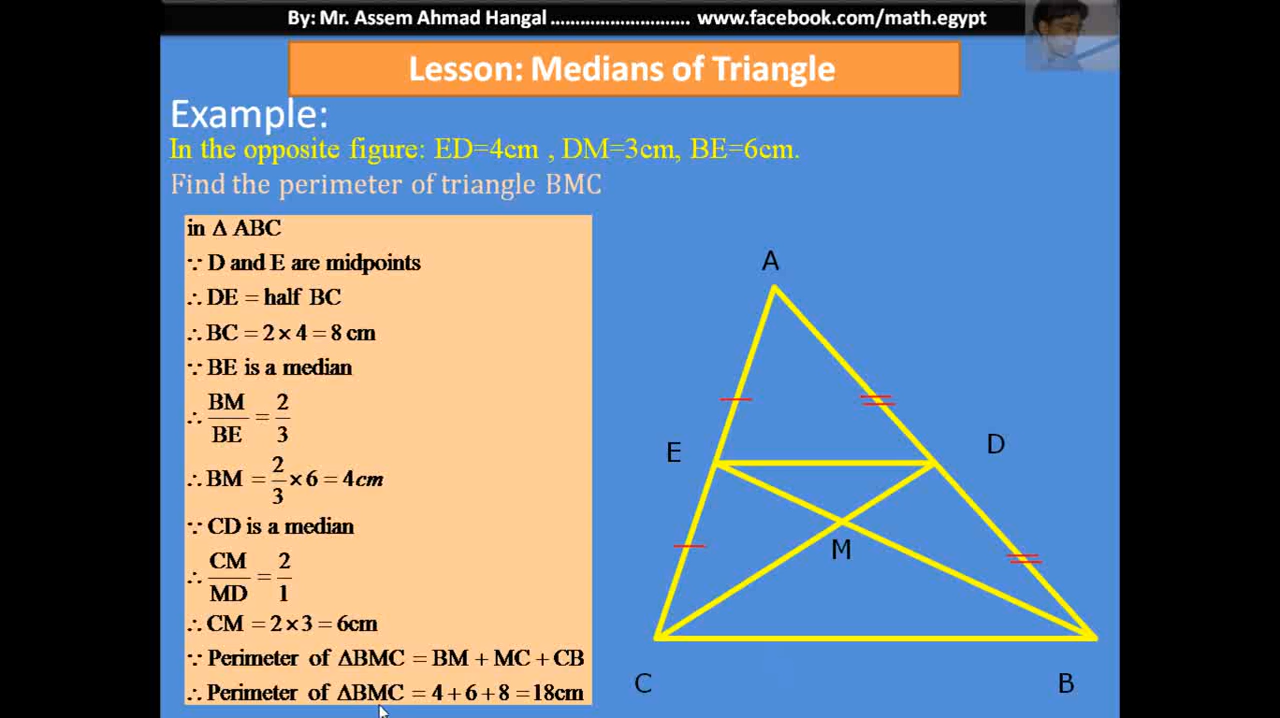 By: Mr. Assem Ahmad Hangal ............................ www.facebook.com/math.egypt
Lesson: Medians of Triangle
Example:
In the opposite figure: ED=4cm , DM=3cm, BE=6cm.
Find the perimeter of triangle BMC
in Δ ABC
∵ D and E are midpoints
∴ DE = half BC
∴ BC = 2 × 4 = 8 cm
∵ BE is a median
∴ BM/BE = 2/3
∴ BM = 2/3 × 6 = 4cm
∵ CD is a median
∴ CM/MD = 2/1
∴ CM = 2 × 3 = 6cm
∵ Perimeter of ΔBMC = BM + MC + CB
∴ Perimeter of ΔBMC = 4 + 6 + 8 = 18cm
A
E
D
M
C
B